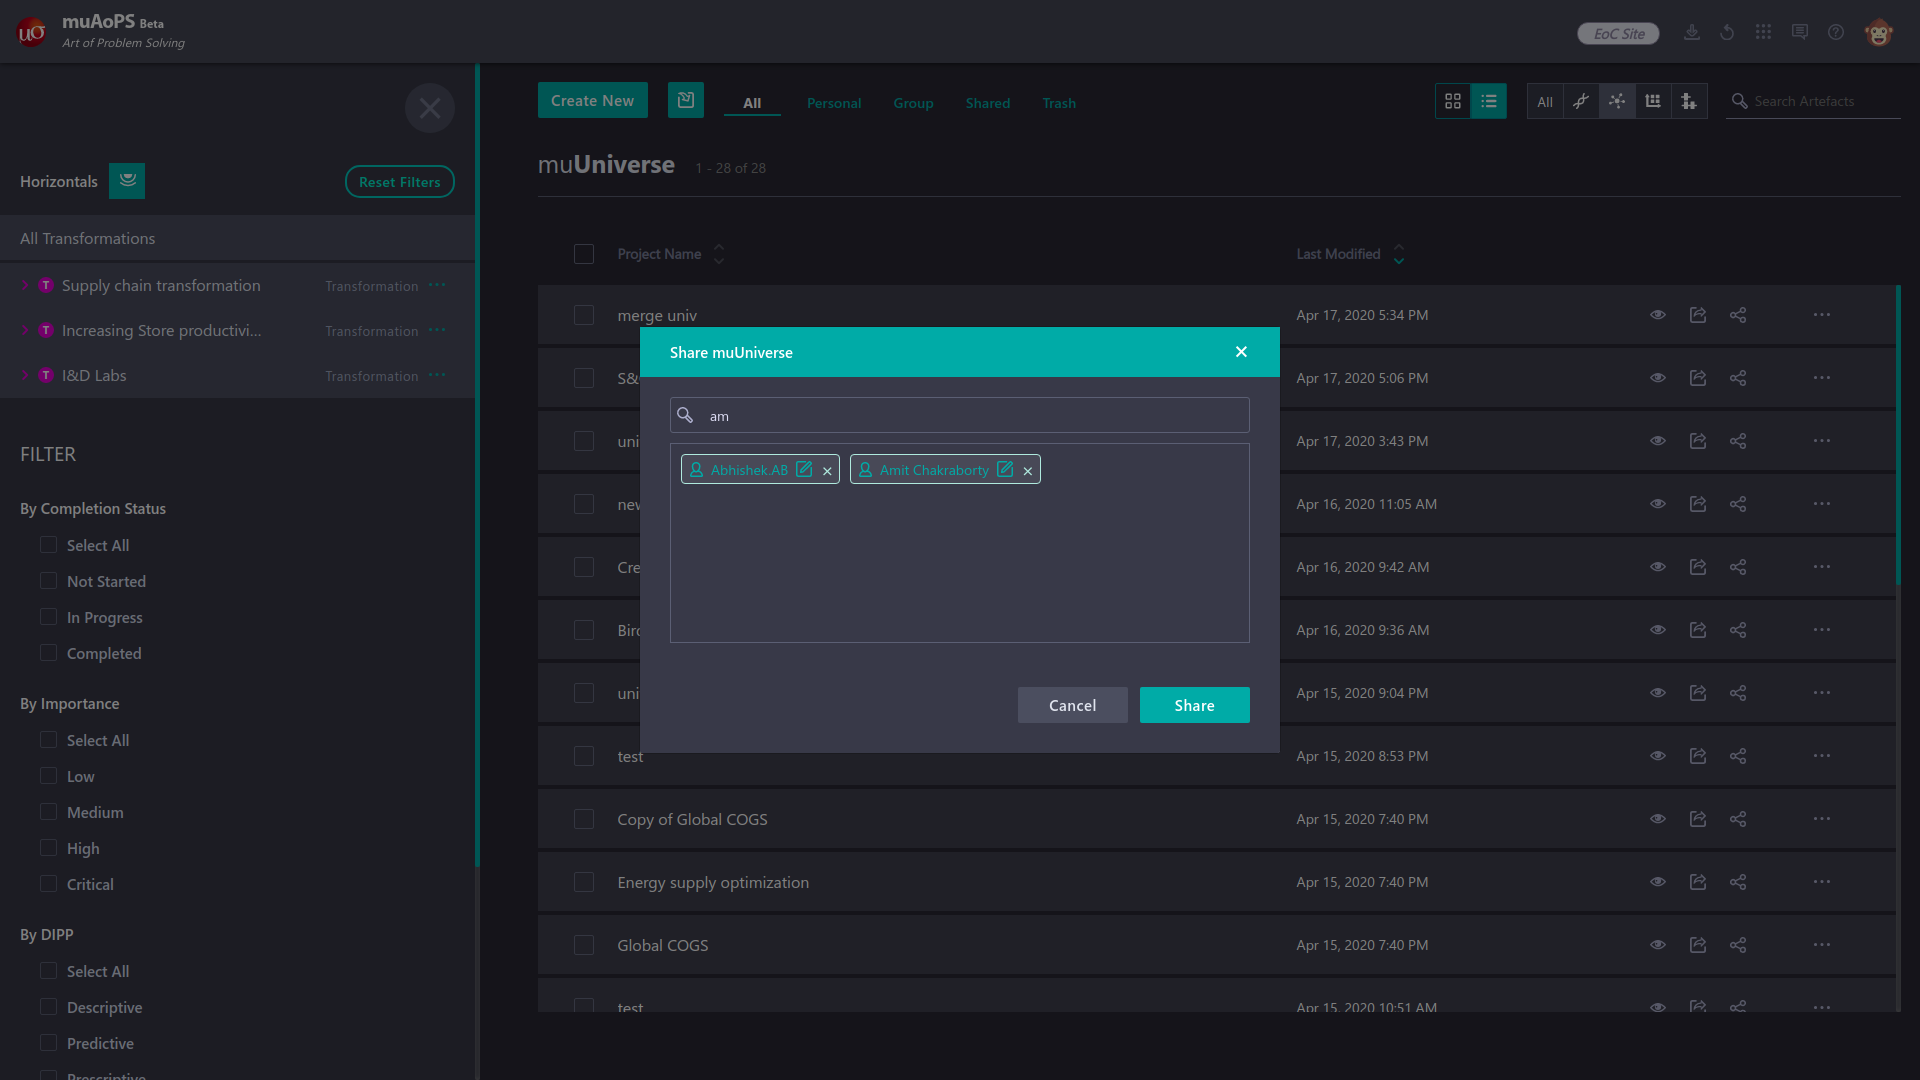 muAoPS Beta
Art of Problem Solving
EoC Site
Horizontals
Reset Filters
All Transformations
T Supply chain transformation Transformation
T Increasing Store productivi... Transformation
T I&D Labs Transformation
FILTER
By Completion Status
Select All
Not Started
In Progress
Completed
By Importance
Select All
Low
Medium
High
Critical
By DIPP
Select All
Descriptive
Predictive
Prescriptive
Create New
All Personal Group Shared Trash
All
Search Artefacts
muUniverse 1 - 28 of 28
Project Name Last Modified
merge univ Apr 17, 2020 5:34 PM
S& Apr 17, 2020 5:06 PM
uni Apr 17, 2020 3:43 PM
new Apr 16, 2020 11:05 AM
Cre Apr 16, 2020 9:42 AM
Bird Apr 16, 2020 9:36 AM
uni Apr 15, 2020 9:04 PM
test Apr 15, 2020 8:53 PM
Copy of Global COGS Apr 15, 2020 7:40 PM
Energy supply optimization Apr 15, 2020 7:40 PM
Global COGS Apr 15, 2020 7:40 PM
test Apr 15, 2020 10:51 AM
Share muUniverse
am
Abhishek.AB Amit Chakraborty
Cancel Share